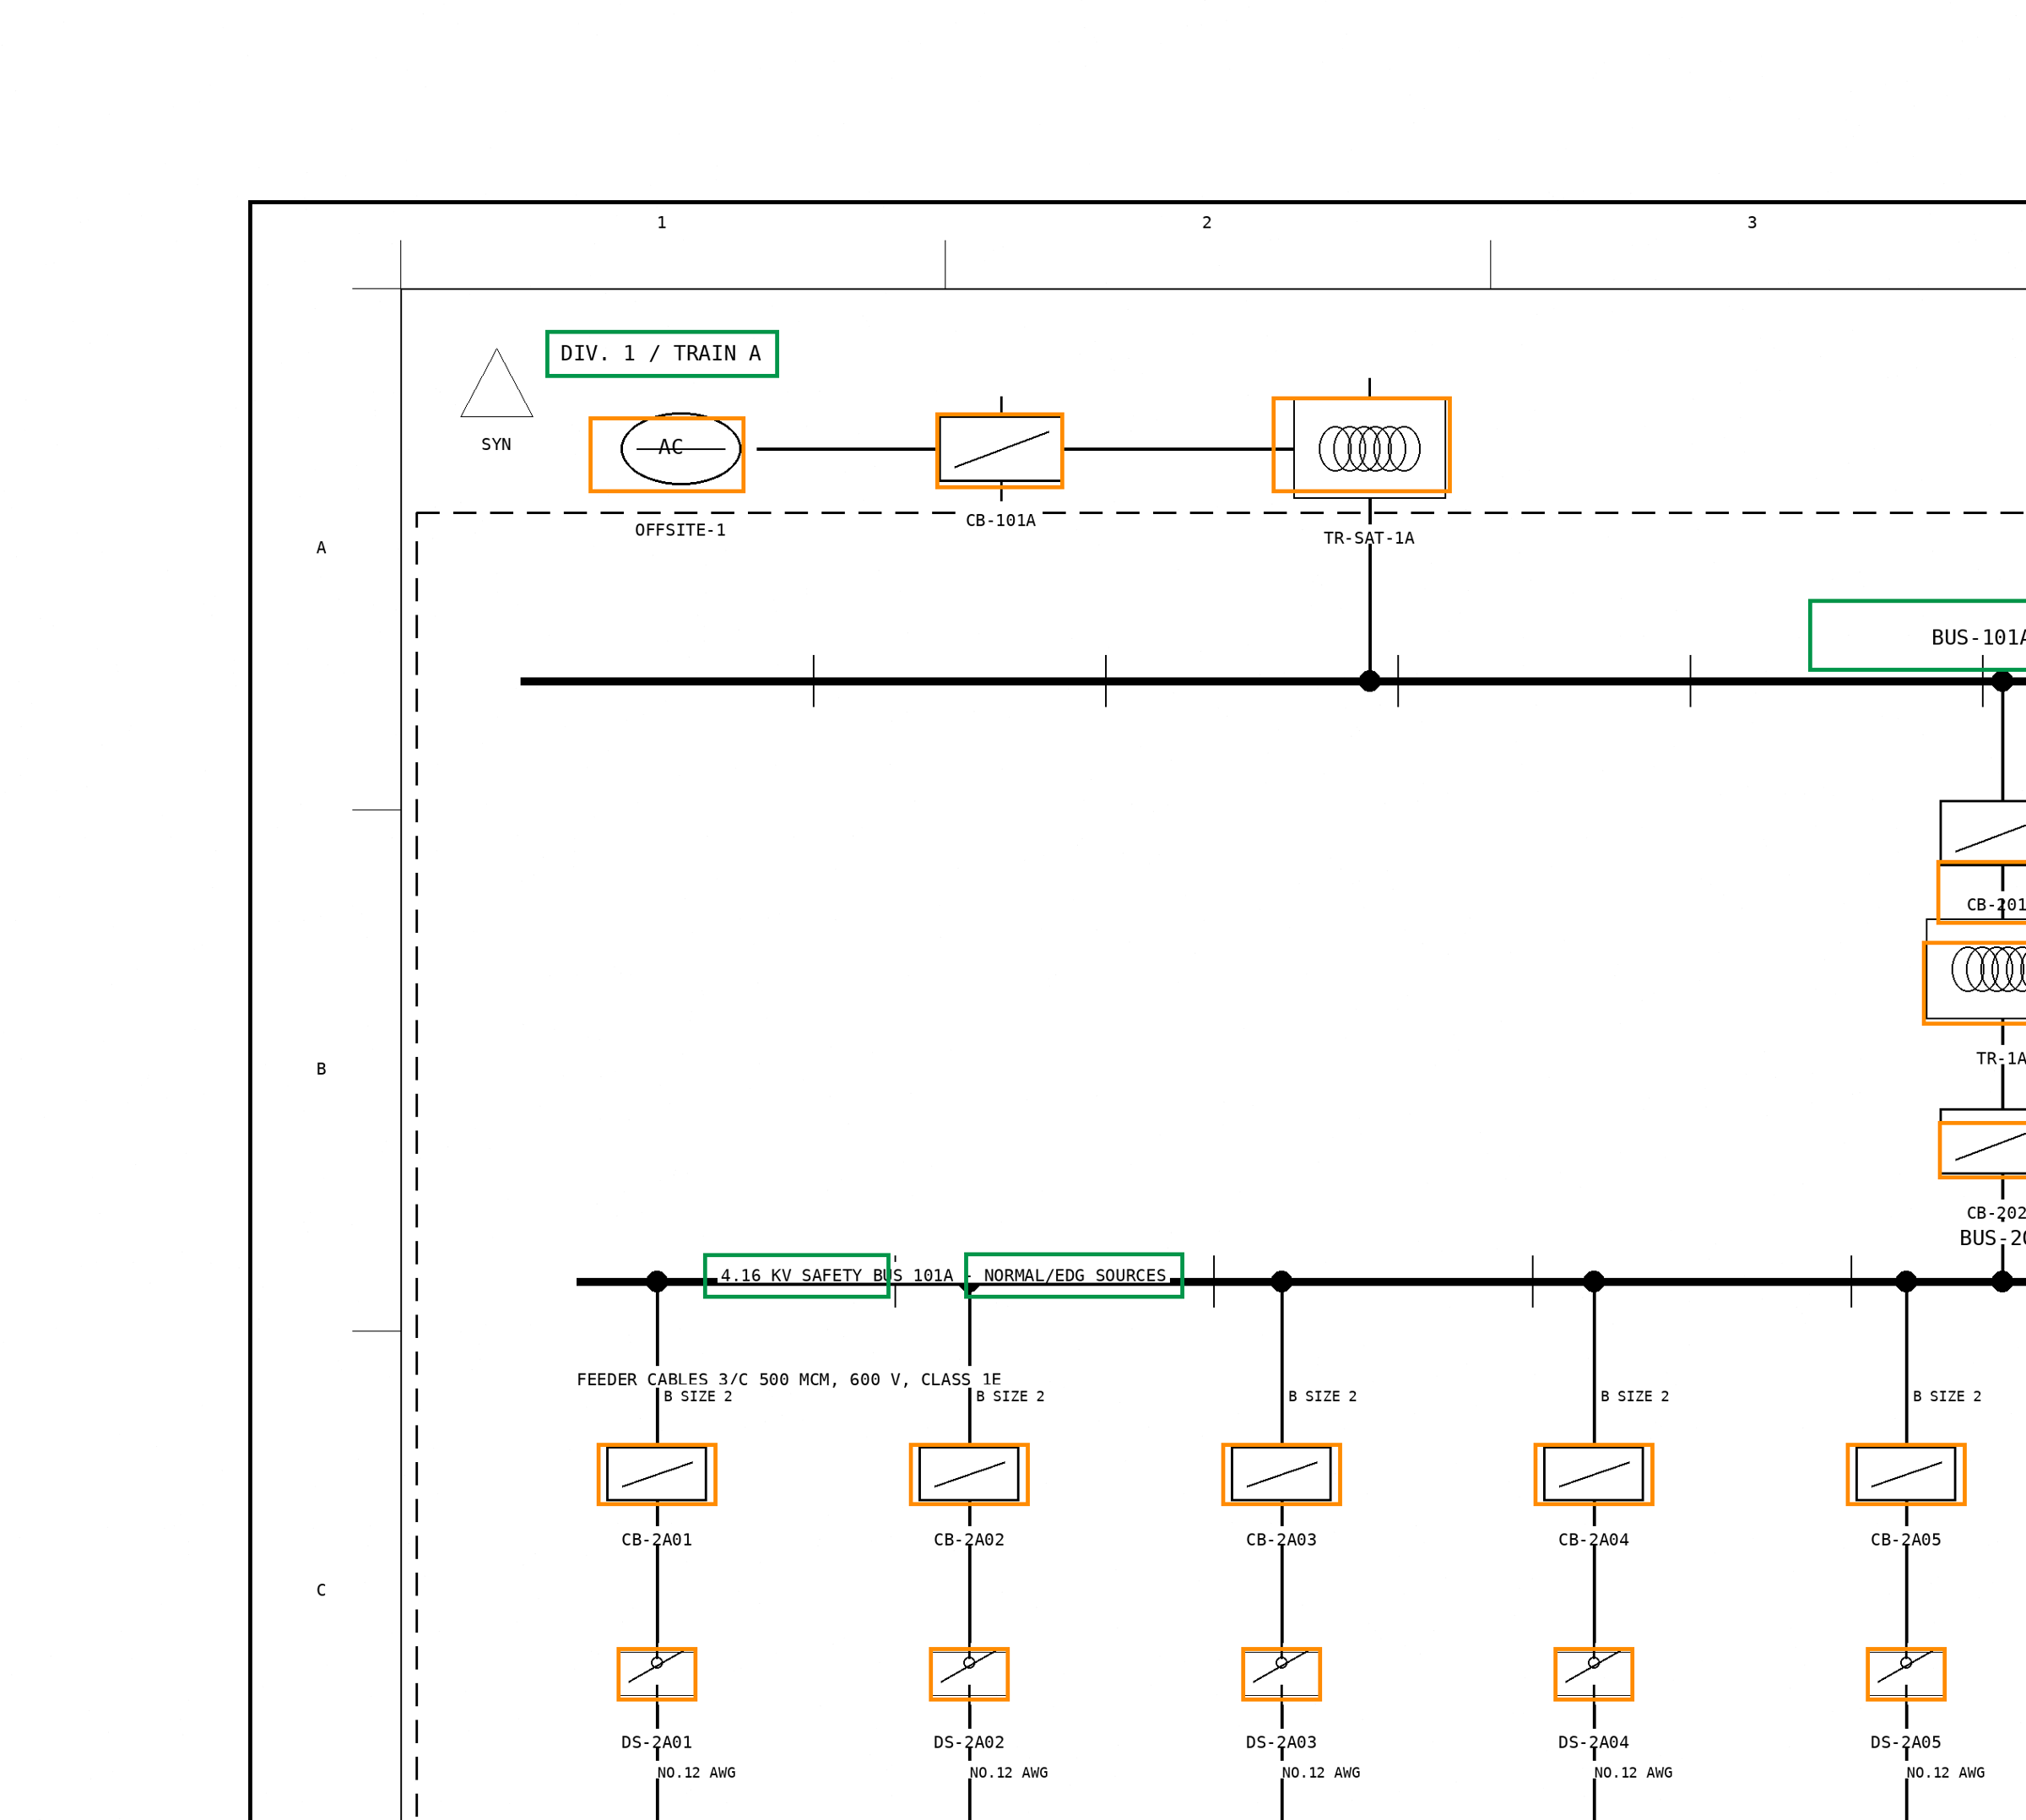 1 2 3
DIV. 1 / TRAIN A
SYN
AC
OFFSITE-1
CB-101A
TR-SAT-1A
A
BUS-101A
CB-201
TR-1A
B
CB-202
BUS-20
4.16 KV SAFETY BUS 101A - NORMAL/EDG SOURCES
FEEDER CABLES 3/C 500 MCM, 600 V, CLASS 1E
B SIZE 2 B SIZE 2 B SIZE 2 B SIZE 2 B SIZE 2
CB-2A01 CB-2A02 CB-2A03 CB-2A04 CB-2A05
C
DS-2A01 DS-2A02 DS-2A03 DS-2A04 DS-2A05
NO.12 AWG NO.12 AWG NO.12 AWG NO.12 AWG NO.12 AWG